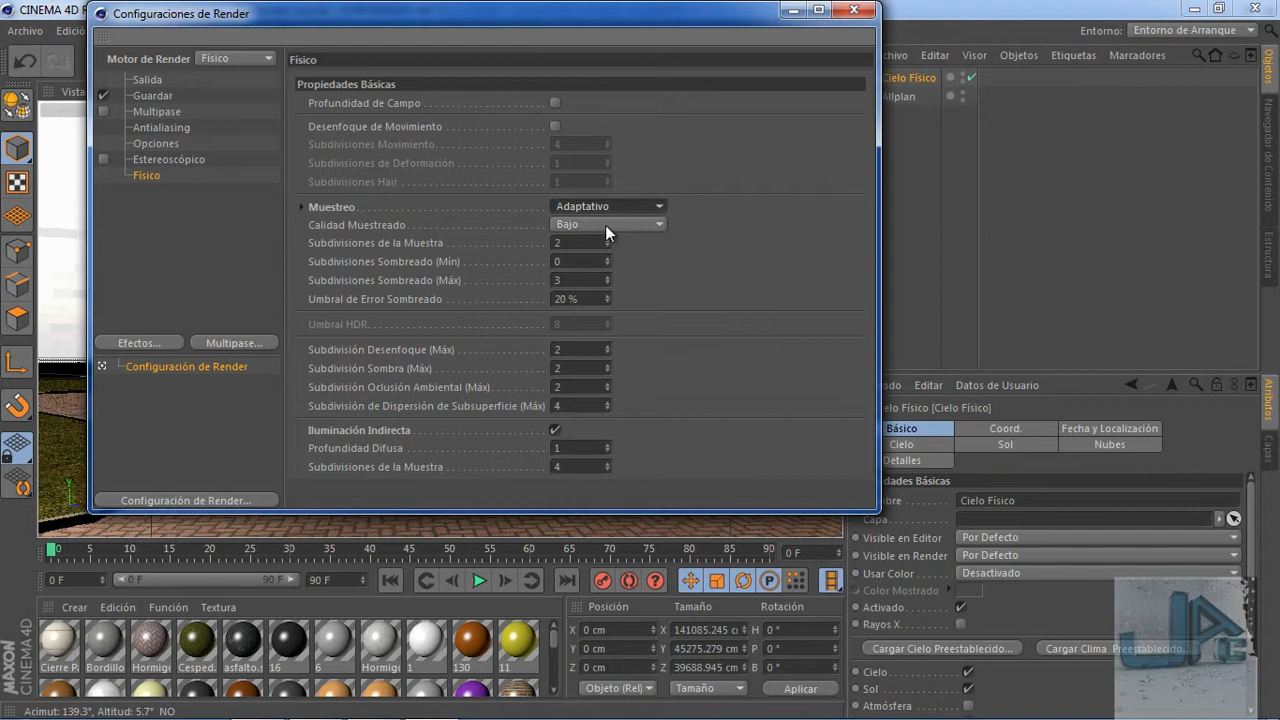 CINEMA 4D
Configuraciones de Render
Archivo Edició
Entorno: Entorno de Arranque
Motor de Render Físico
Físico
chivo Editar Visor Objetos Etiquetas Marcadores
Salida
Guardar
Multipase
Antialiasing
Opciones
Estereoscópico
Físico
Propiedades Básicas
Profundidad de Campo
Desenfoque de Movimiento
Subdivisiones Movimiento 4
Subdivisiones de Deformación 1
Subdivisiones Hair 1
Muestreo Adaptativo
Calidad Muestreado Bajo
Subdivisiones de la Muestra 2
Subdivisiones Sombreado (Mín) 0
Subdivisiones Sombreado (Máx) 3
Umbral de Error Sombreado 20 %
Umbral HDR 8
Subdivisión Desenfoque (Máx) 2
Subdivisión Sombra (Máx) 2
Subdivisión Oclusión Ambiental (Máx) 2
Subdivisión de Dispersión de Subsuperficie (Máx) 4
Iluminación Indirecta
Profundidad Difusa 1
Subdivisiones de la Muestra 4
Efectos... Multipase...
Configuración de Render
Configuración de Render...
Vista
Cielo Físico
Allplan
Objetos
Navegador de Contenido
Estructura
odo Editar Datos de Usuario
Cielo Físico [Cielo Físico]
Básico Coord. Fecha y Localización
Cielo Sol Nubes
Detalles
Atributos
Capas
edades Básicas
bre Cielo Físico
Capa
Visible en Editor Por Defecto
Visible en Render Por Defecto
Usar Color Desactivado
Color Mostrado
Activado
Rayos X
Cargar Cielo Preestablecido... Cargar Clima Preestablecido...
Cielo
Sol
Atmósfera
0 5 10 15 20 25 30 35 40 45 50 55 60 65 70 75 80 85 90 0 F
0 F 0 F 90 F 90 F
Crear Edición Función Textura
Cierre P Bordillo Hormig Cesped. asfalto.s 16 6 Hormig 1 130 11
Posición Tamaño Rotación
X 0 cm 141085.245 c H 0 °
Y 0 cm 45275.279 cm P 0 °
Z 0 cm 39688.945 cm B 0 °
Objeto (Rel) Tamaño Aplicar
MAXON CINEMA4D
Azimut: 139.3°, Altitud: 5.7° NO